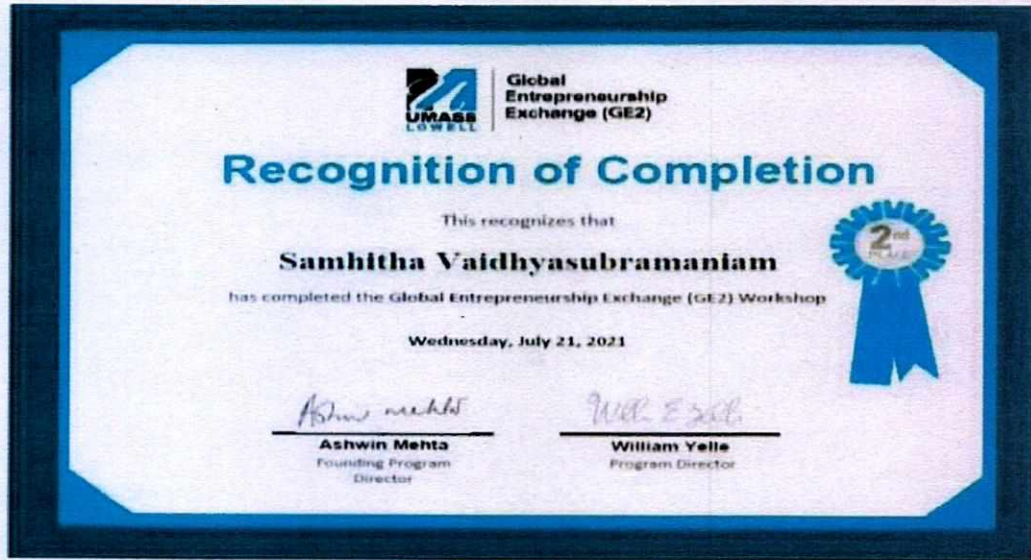 UMASS
LOWELL
Global
Entrepreneurship
Exchange (GE2)
Recognition of Completion
This recognizes that
2nd
PLACE
Samhitha Vaidhyasubramaniam
has completed the Global Entrepreneurship Exchange (GE2) Workshop
Wednesday, July 21, 2021
Ashwin Mehta
William Yelle
Founding Program
Director
Program Director